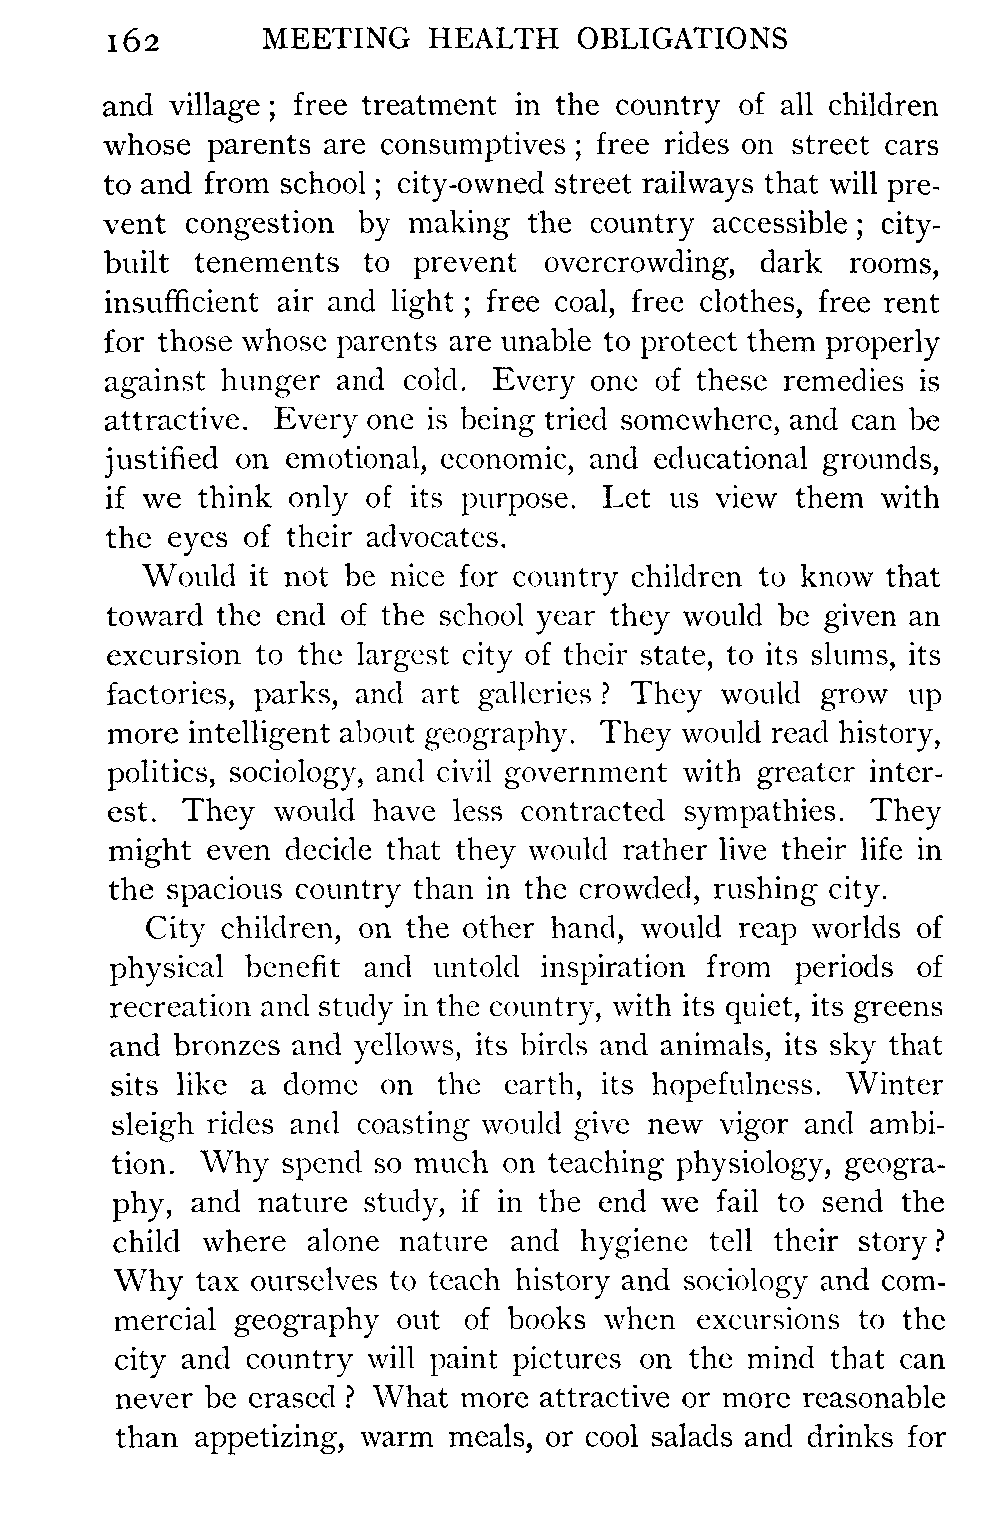 162 MEETING HEALTH OBLIGATIONS
and village; free treatment in the country of all children
whose parents are consumptives; free rides on street cars
to and from school; city-owned street railways that will pre-
vent congestion by making the country accessible; city-
built tenements to prevent overcrowding, dark rooms,
insufficient air and light; free coal, free clothes, free rent
for those whose parents are unable to protect them properly
against hunger and cold. Every one of these remedies is
attractive. Every one is being tried somewhere, and can be
justified on emotional, economic, and educational grounds,
if we think only of its purpose. Let us view them with
the eyes of their advocates.
Would it not be nice for country children to know that
toward the end of the school year they would be given an
excursion to the largest city of their state, to its slums, its
factories, parks, and art galleries? They would grow up
more intelligent about geography. They would read history,
politics, sociology, and civil government with greater inter-
est. They would have less contracted sympathies. They
might even decide that they would rather live their life in
the spacious country than in the crowded, rushing city.
City children, on the other hand, would reap worlds of
physical benefit and untold inspiration from periods of
recreation and study in the country, with its quiet, its greens
and bronzes and yellows, its birds and animals, its sky that
sits like a dome on the earth, its hopefulness. Winter
sleigh rides and coasting would give new vigor and ambi-
tion. Why spend so much on teaching physiology, geogra-
phy, and nature study, if in the end we fail to send the
child where alone nature and hygiene tell their story?
Why tax ourselves to teach history and sociology and com-
mercial geography out of books when excursions to the
city and country will paint pictures on the mind that can
never be erased? What more attractive or more reasonable
than appetizing, warm meals, or cool salads and drinks for